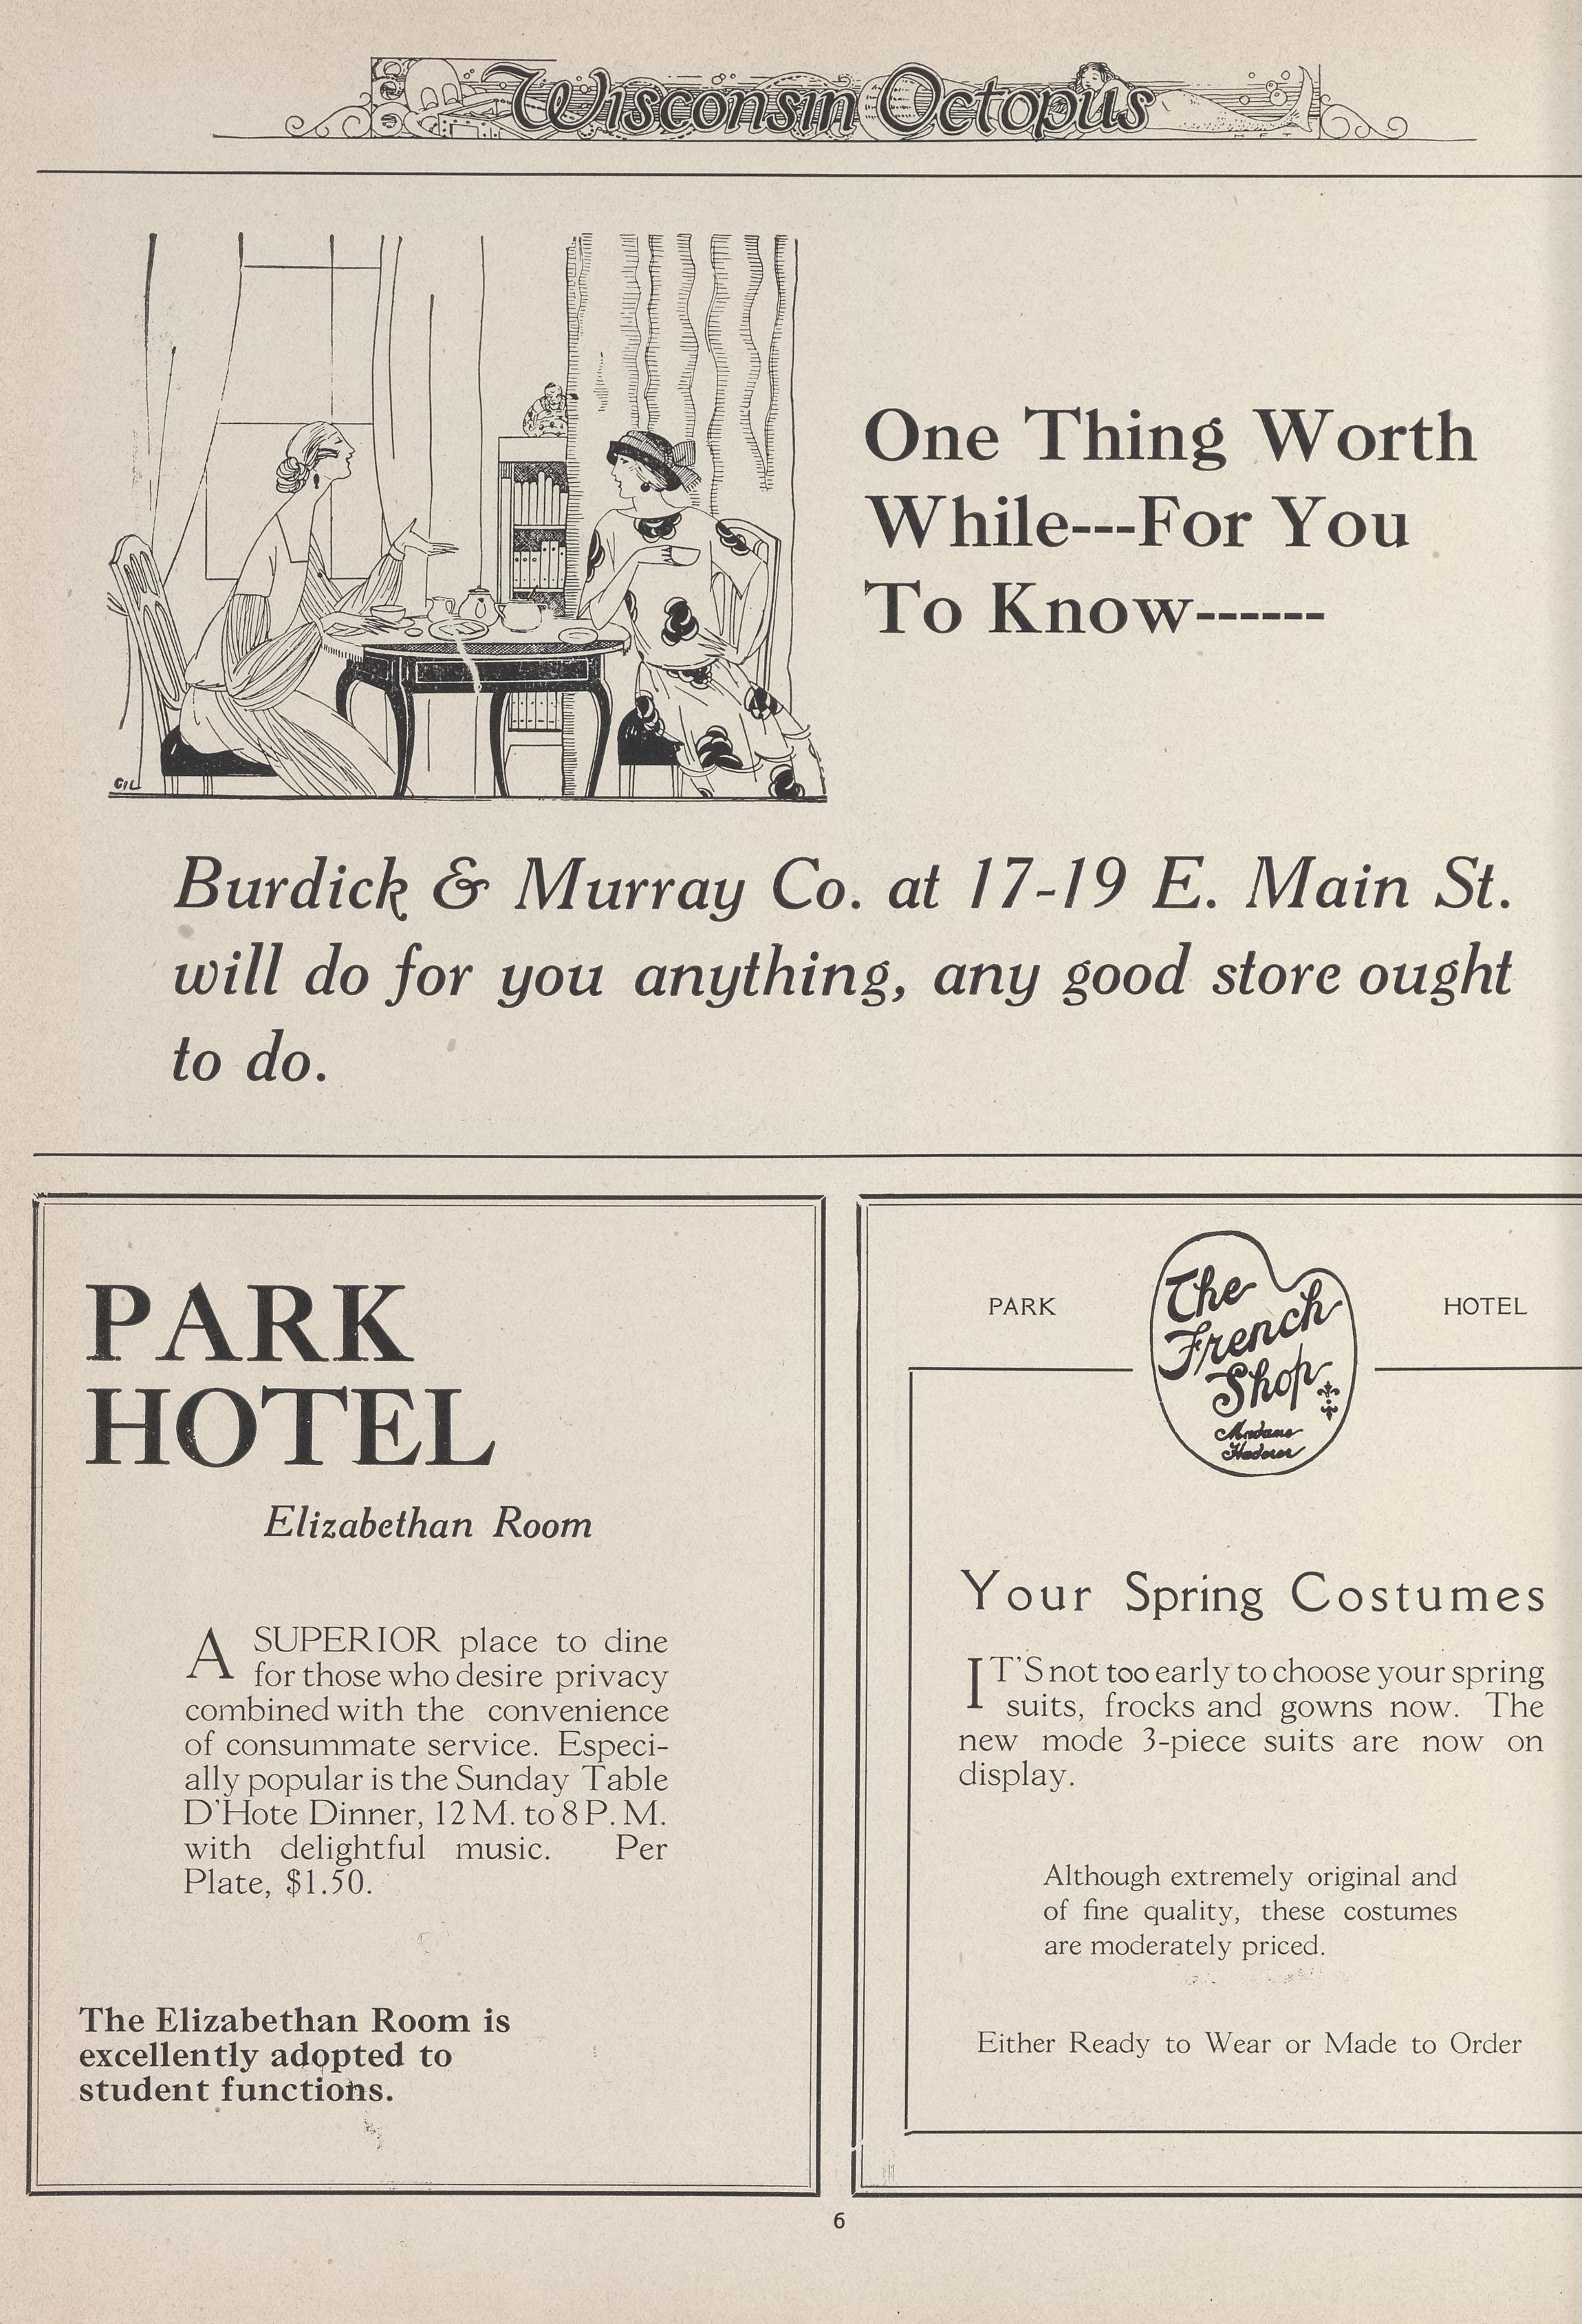 Wisconsin Octopus
GIL
One Thing Worth
While---For You
To Know------
Burdick & Murray Co. at 17-19 E. Main St.
will do for you anything, any good store ought
to do.
PARK
HOTEL
Elizabethan Room
A SUPERIOR place to dine
for those who desire privacy
combined with the convenience
of consummate service. Especi-
ally popular is the Sunday Table
D'Hote Dinner, 12 M. to 8 P. M.
with delightful music. Per
Plate, $1.50.
The Elizabethan Room is
excellently adopted to
student functions.
PARK
HOTEL
The
French
Shop
Madame
Hederer
Your Spring Costumes
IT'S not too early to choose your spring
suits, frocks and gowns now. The
new mode 3-piece suits are now on
display.
Although extremely original and
of fine quality, these costumes
are moderately priced.
Either Ready to Wear or Made to Order
6